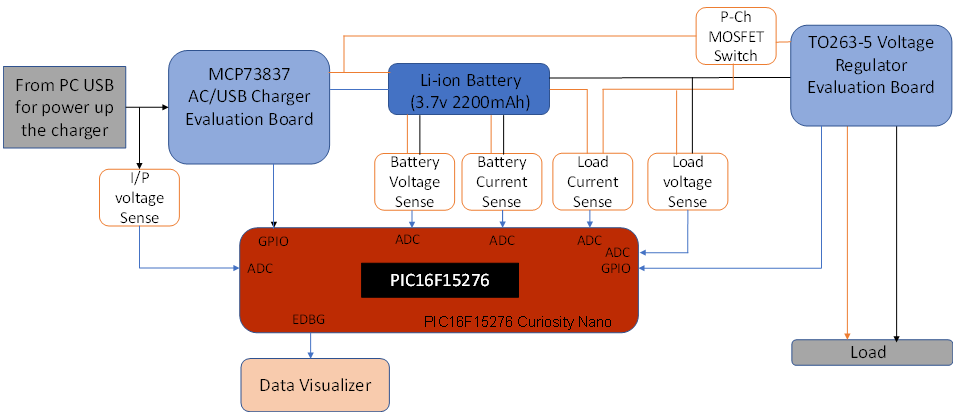 P-Ch
MOSFET
Switch
TO263-5 Voltage
Regulator
Evaluation Board
From PC USB
for power up
the charger
MCP73837
AC/USB Charger
Evaluation Board
Li-ion Battery
(3.7v 2200mAh)
I/P
voltage
Sense
Battery
Voltage
Sense
Battery
Current
Sense
Load
Current
Sense
Load
voltage
Sense
GPIO
ADC
ADC
ADC
ADC
ADC
GPIO
PIC16F15276
EDBG
PIC16F15276 Curiosity Nano
Load
Data Visualizer